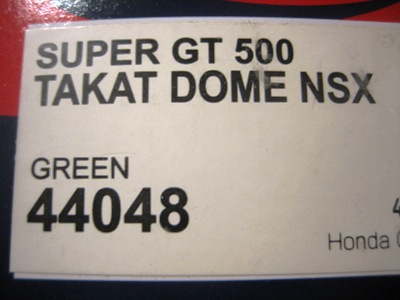 SUPER GT 500
TAKAT DOME NSX
GREEN
44048
Honda